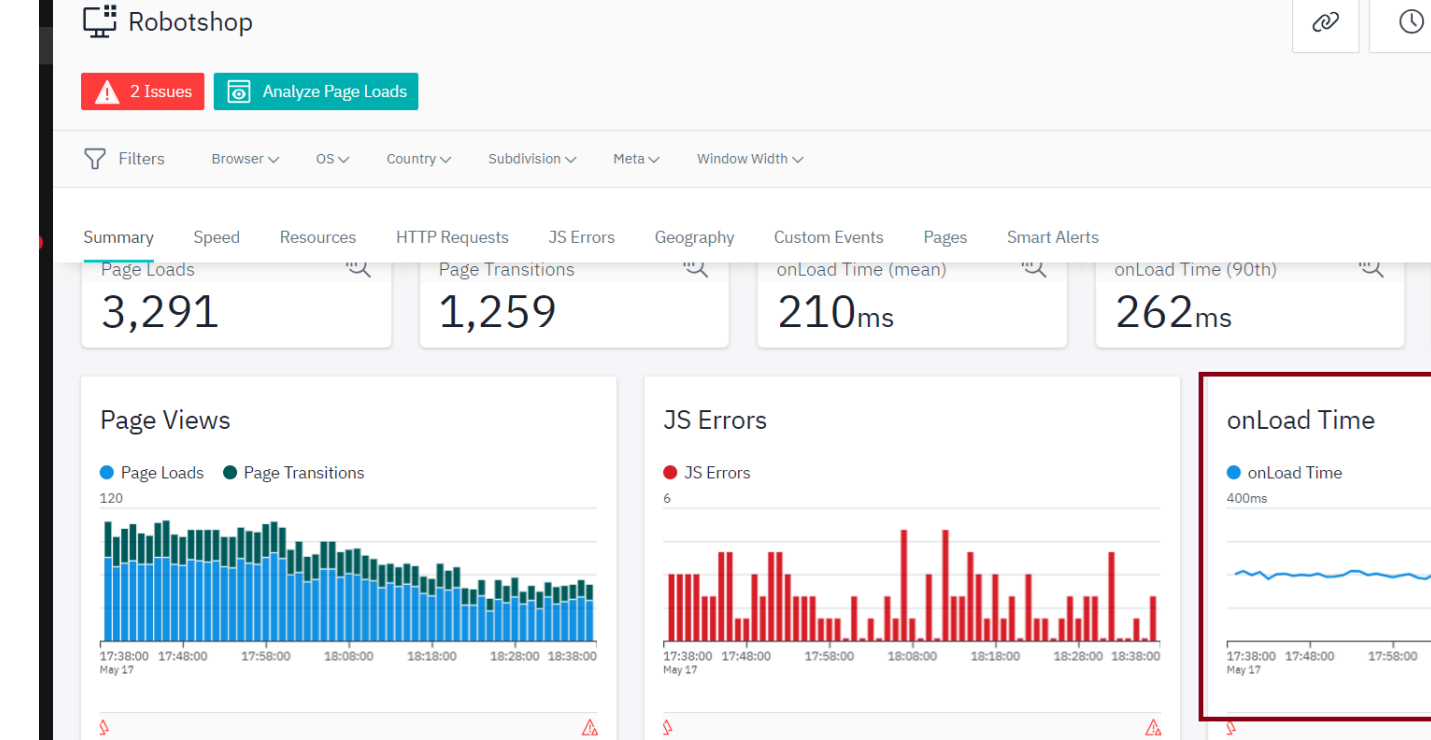 Robotshop
2 Issues
Analyze Page Loads
Filters Browser OS Country Subdivision Meta Window Width
Summary Speed Resources HTTP Requests JS Errors Geography Custom Events Pages Smart Alerts
Page Loads
3,291
Page Transitions
1,259
onLoad Time (mean)
210ms
onLoad Time (90th)
262ms
Page Views
Page Loads Page Transitions
120
17:38:00 17:48:00 17:58:00 18:08:00 18:18:00 18:28:00 18:38:00
May 17
JS Errors
JS Errors
6
17:38:00 17:48:00 17:58:00 18:08:00 18:18:00 18:28:00 18:38:00
May 17
onLoad Time
onLoad Time
400ms
17:38:00 17:48:00 17:58:00
May 17